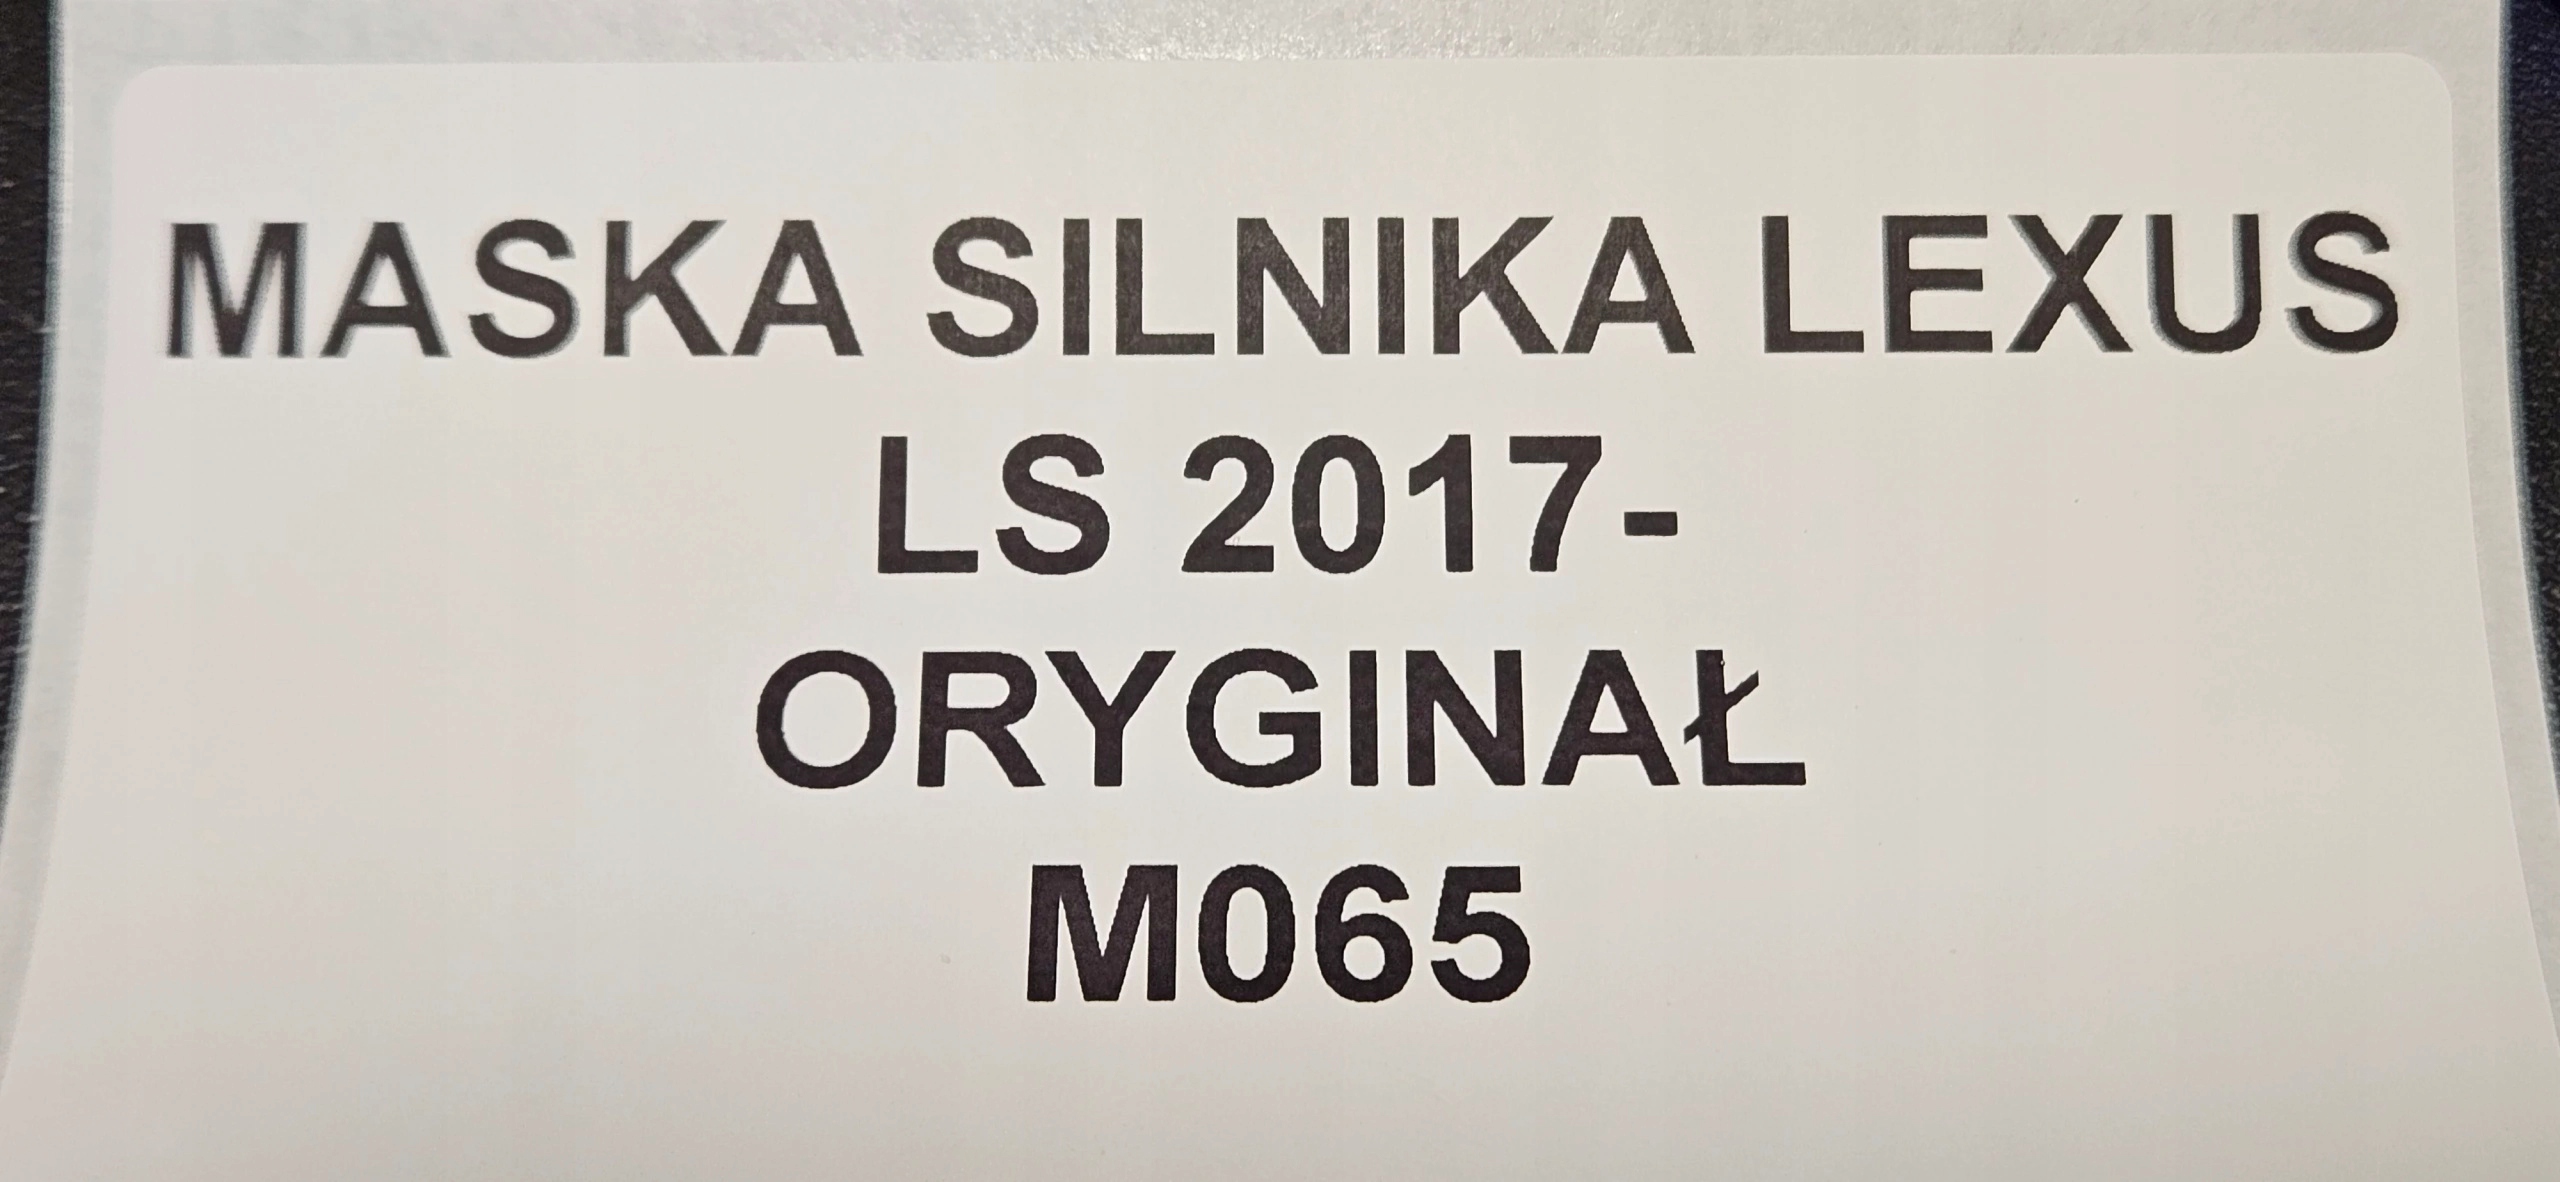 MASKA SILNIKA LEXUS
LS 2017-
ORYGINAŁ
M065